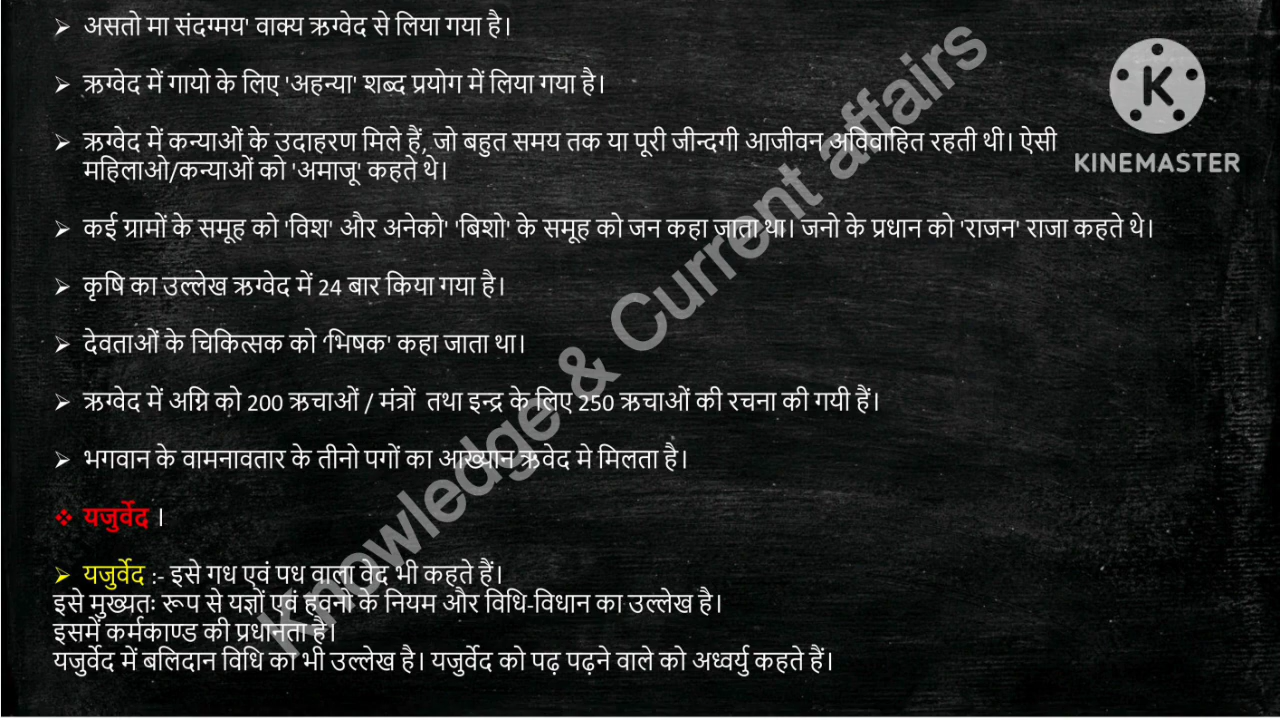 ➢ असतो मा संदग्मय' वाक्य ऋग्वेद से लिया गया है।
➢ ऋग्वेद में गायो के लिए 'अहन्या' शब्द प्रयोग में लिया गया है।
➢ ऋग्वेद में कन्याओं के उदाहरण मिले हैं, जो बहुत समय तक या पूरी जीन्दगी आजीवन अविवाहित रहती थी। ऐसी
महिलाओ/कन्याओं को 'अमाजू' कहते थे।
➢ कई ग्रामों के समूह को 'विश' और अनेको' 'बिशो' के समूह को जन कहा जाता था। जनो के प्रधान को 'राजन' राजा कहते थे।
➢ कृषि का उल्लेख ऋग्वेद में 24 बार किया गया है।
➢ देवताओं के चिकित्सक को ‘भिषक' कहा जाता था।
➢ ऋग्वेद में अग्नि को 200 ऋचाओं / मंत्रों तथा इन्द्र के लिए 250 ऋचाओं की रचना की गयी हैं।
➢ भगवान के वामनावतार के तीनो पगों का आख्यान ऋवेद मे मिलता है।
❖ यजुर्वेद ।
➢ यजुर्वेद :- इसे गध एवं पध वाला वेद भी कहते हैं।
इसे मुख्यतः रूप से यज्ञों एवं हवनों के नियम और विधि-विधान का उल्लेख है।
इसमें कर्मकाण्ड की प्रधानता है।
यजुर्वेद में बलिदान विधि का भी उल्लेख है। यजुर्वेद को पढ़ पढ़ने वाले को अध्वर्यु कहते हैं।
Knowledge & Current affairs
K
KINEMASTER